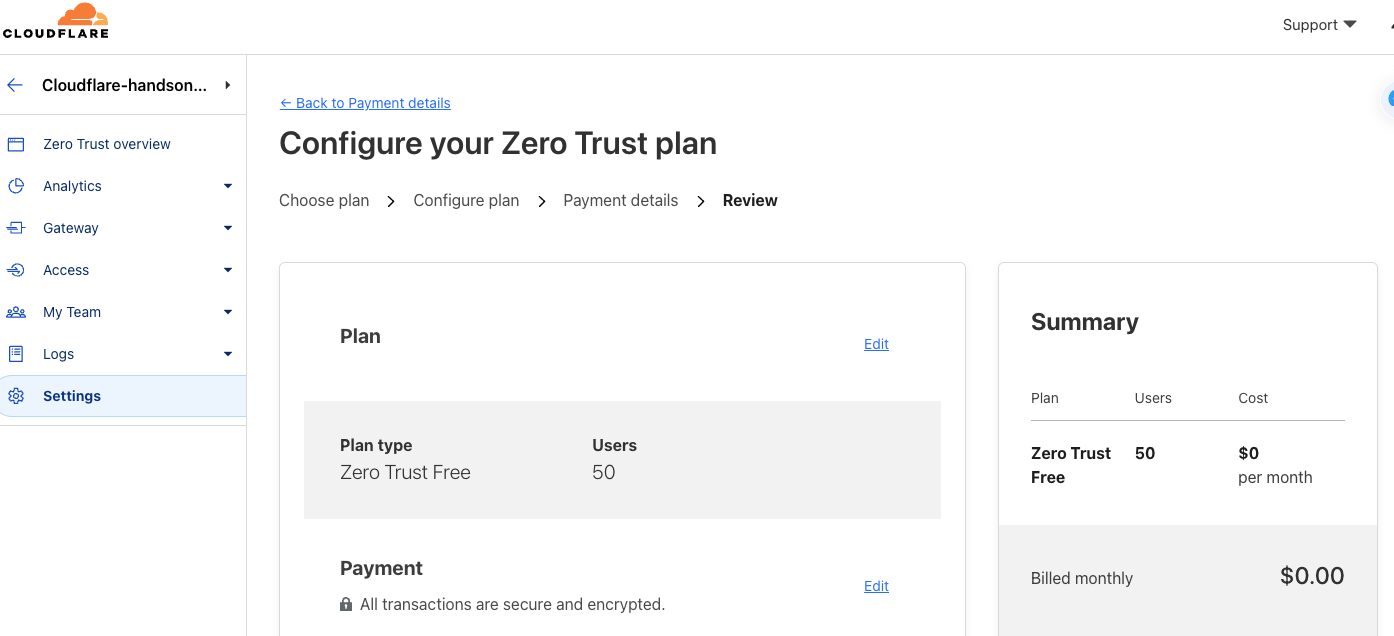 CLOUDFLARE
Support
Cloudflare-handson...
Zero Trust overview
Analytics
Gateway
Access
My Team
Logs
Settings
← Back to Payment details
Configure your Zero Trust plan
Choose plan > Configure plan > Payment details > Review
Plan
Edit
Plan type Users
Zero Trust Free 50
Payment
Edit
All transactions are secure and encrypted.
Summary
Plan Users Cost
Zero Trust 50 $0
Free per month
Billed monthly $0.00